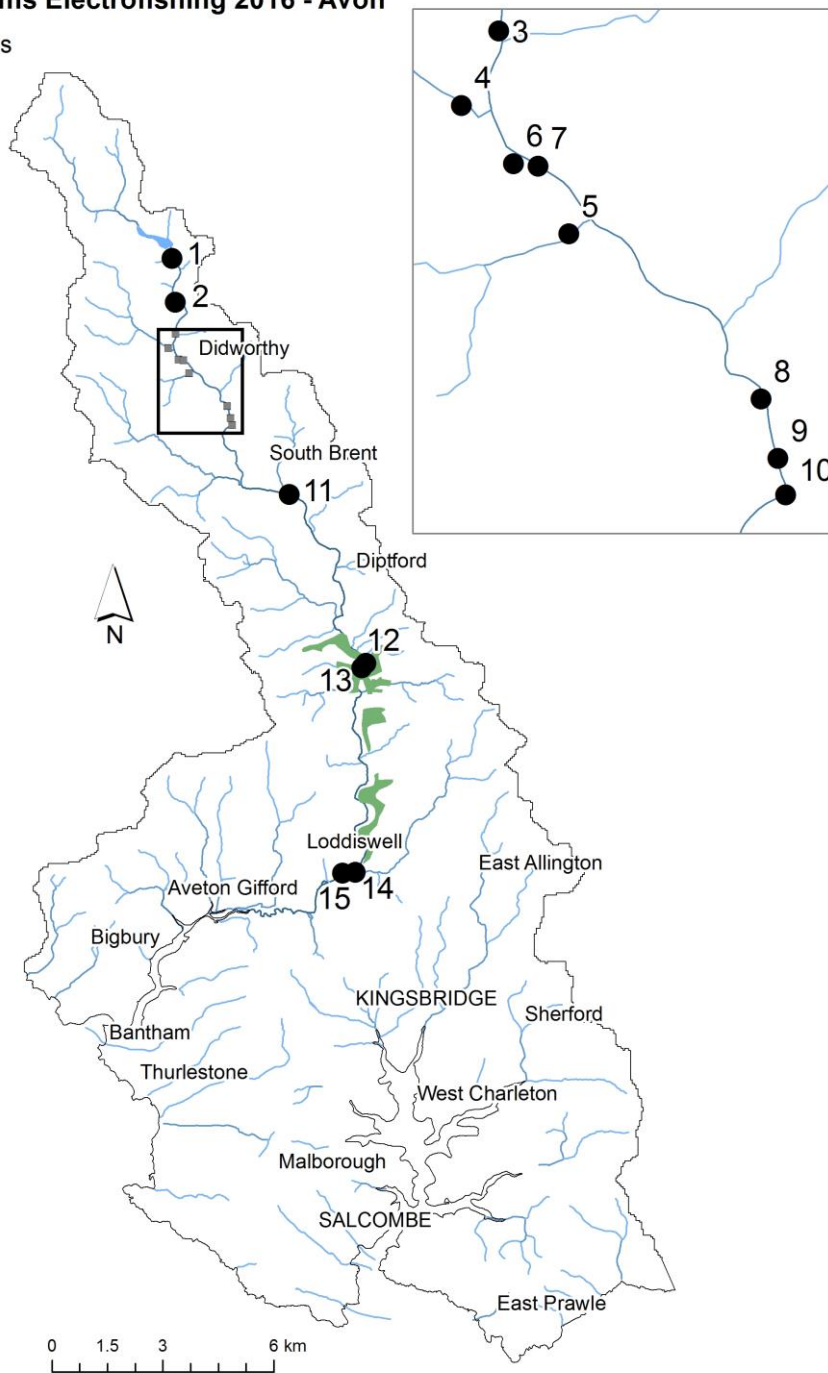 Electrofishing 2016 - Avon
3
4
6 7
5
8
9
10
1
2
Didworthy
South Brent
11
Diptford
N
12
13
Loddiswell
East Allington
15
14
Aveton Gifford
Bigbury
KINGSBRIDGE
Sherford
Bantham
Thurlestone
West Charleton
Malborough
SALCOMBE
East Prawle
0 1.5 3 6 km